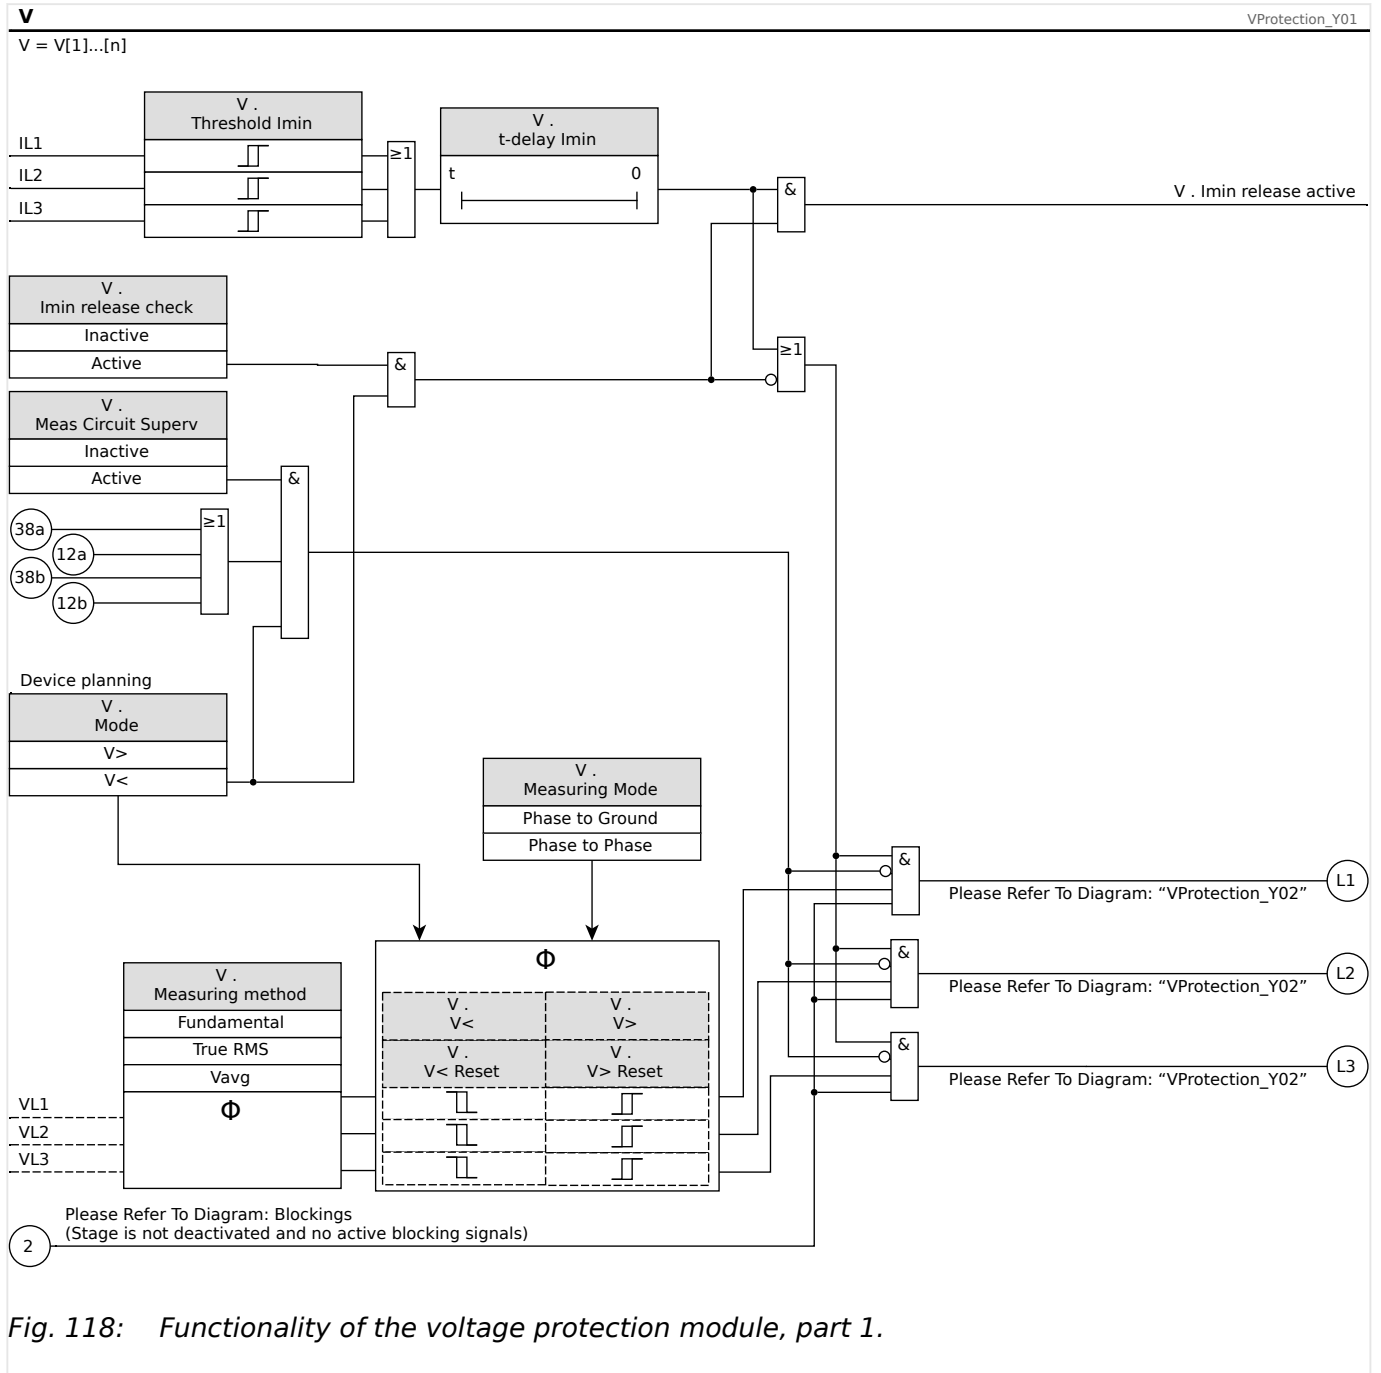 V
VProtection_Y01
V = V[1]...[n]
V .
Threshold Imin
IL1
IL2
IL3
≥1
V .
t-delay Imin
t
0
&
V . Imin release active
V .
Imin release check
Inactive
Active
&
≥1
V .
Meas Circuit Superv
Inactive
Active
&
≥1
38a
12a
38b
12b
Device planning
V .
Mode
V>
V<
V .
Measuring Mode
Phase to Ground
Phase to Phase
&
L1
Please Refer To Diagram: “VProtection_Y02”
&
L2
Please Refer To Diagram: “VProtection_Y02”
&
L3
Please Refer To Diagram: “VProtection_Y02”
Φ
V .
V<
V .
V>
V .
V< Reset
V .
V> Reset
V .
Measuring method
Fundamental
True RMS
Vavg
Φ
VL1
VL2
VL3
Please Refer To Diagram: Blockings
(Stage is not deactivated and no active blocking signals)
2
Fig. 118: Functionality of the voltage protection module, part 1.